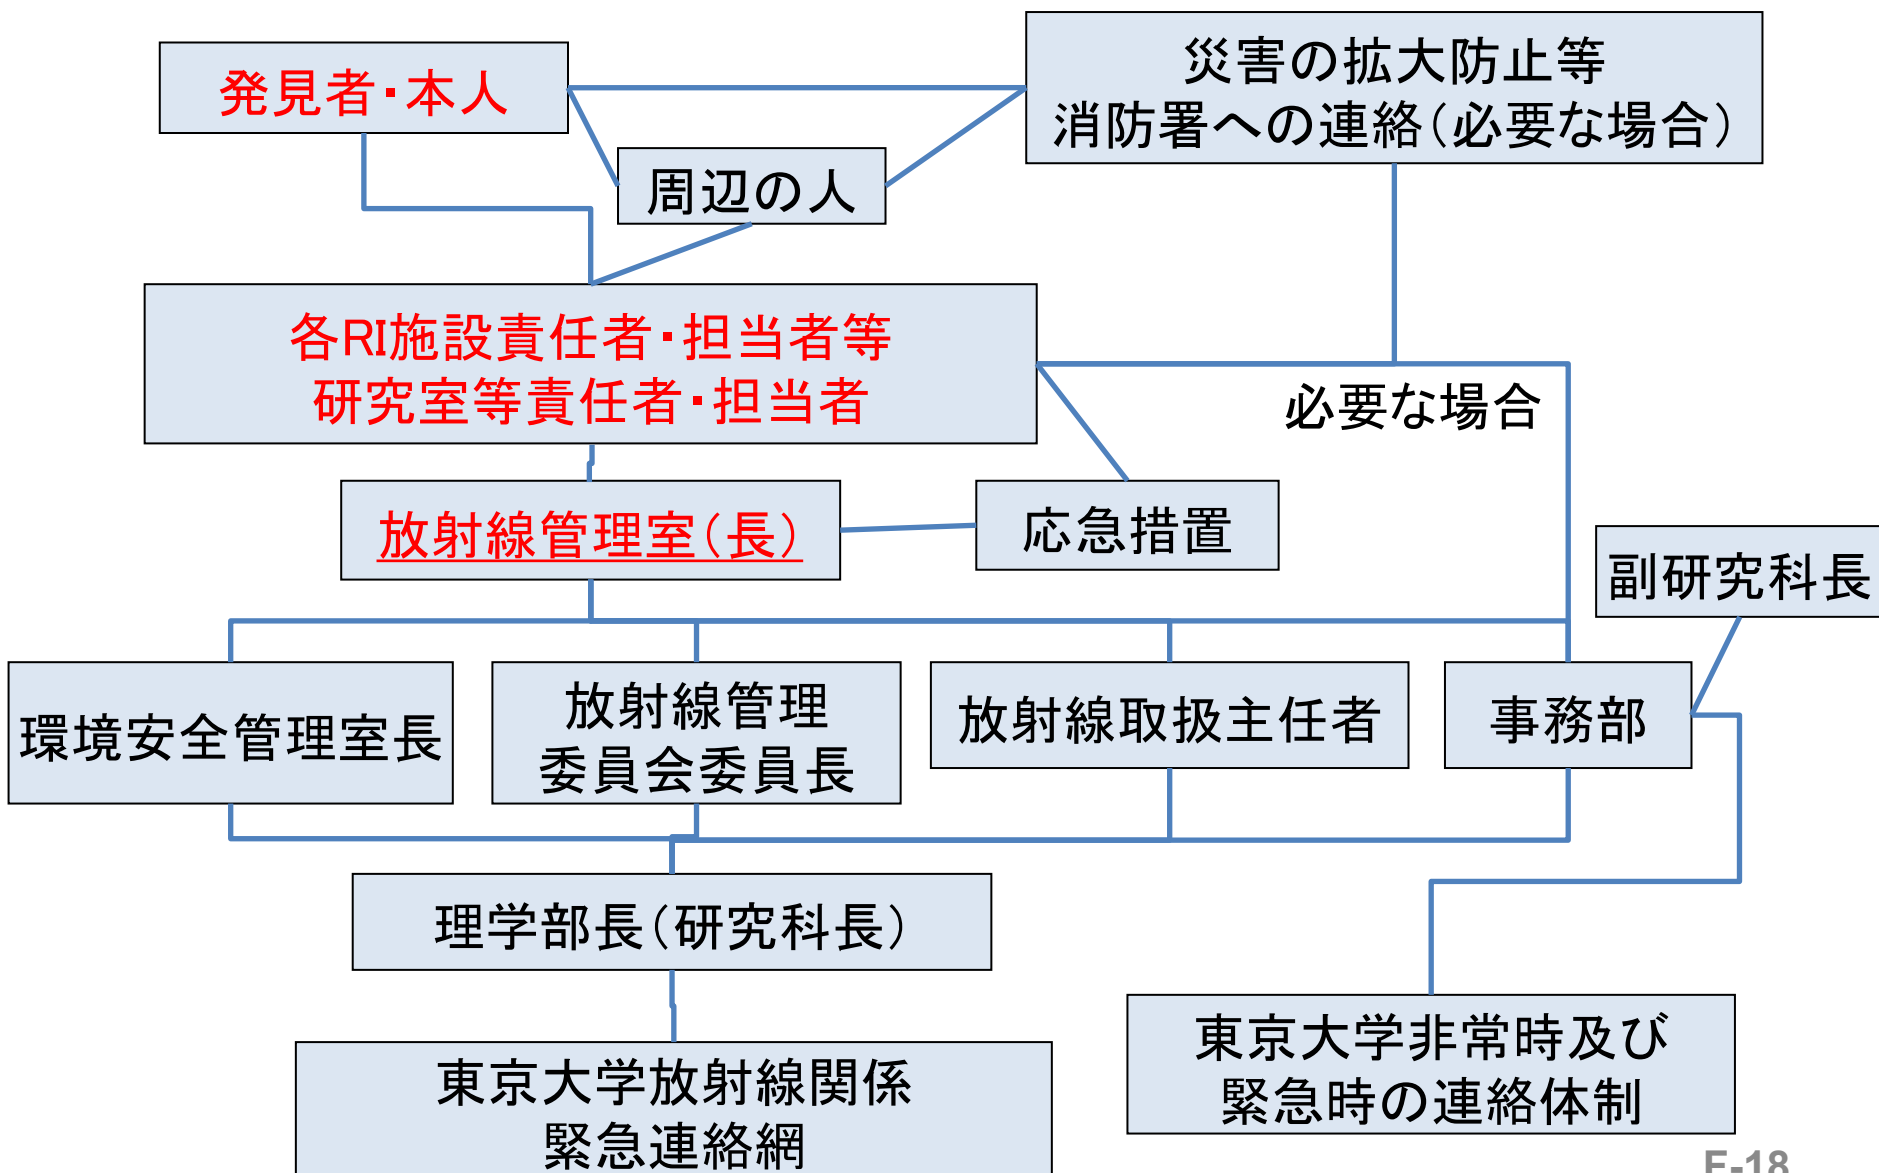 発見者・本人
災害の拡大防止等
消防署への連絡（必要な場合）
周辺の人
各RI施設責任者・担当者等
研究室等責任者・担当者
必要な場合
放射線管理室（長）
応急措置
副研究科長
環境安全管理室長
放射線管理
委員会委員長
放射線取扱主任者
事務部
理学部長（研究科長）
東京大学非常時及び
緊急時の連絡体制
東京大学放射線関係
緊急連絡網